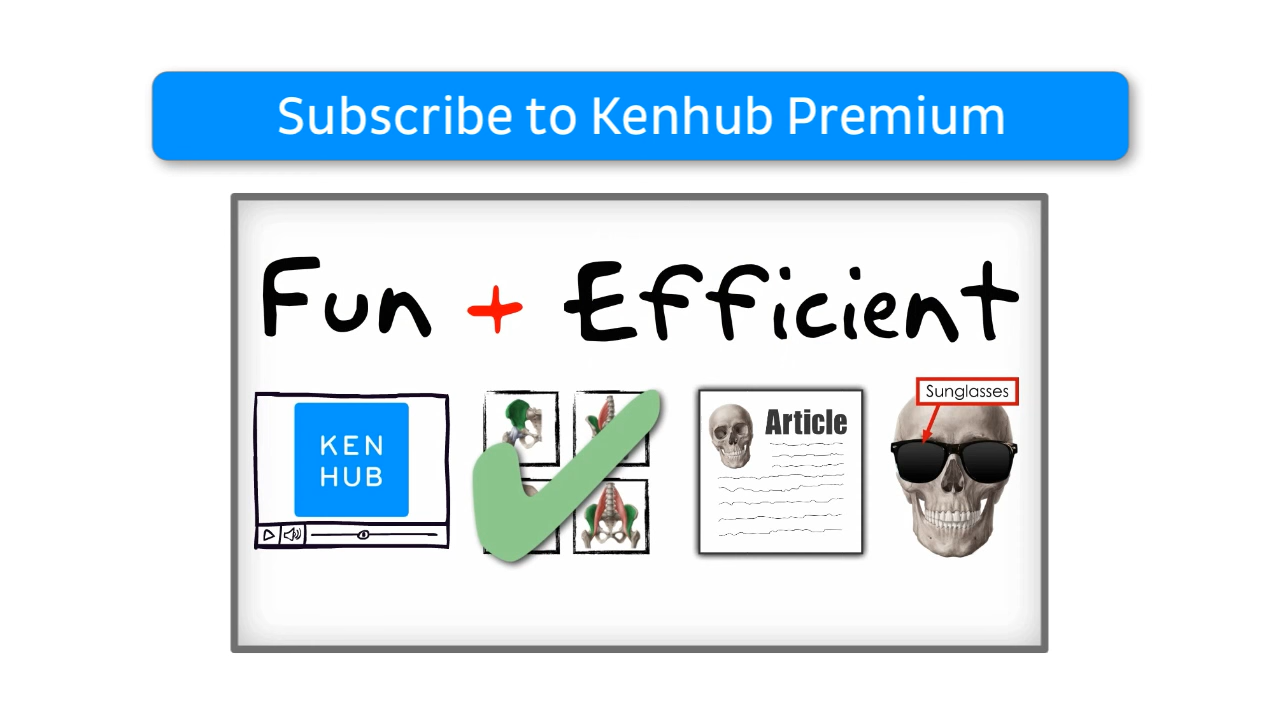 Subscribe to Kenhub Premium
Fun + Efficient
Sunglasses
KEN
HUB
Article